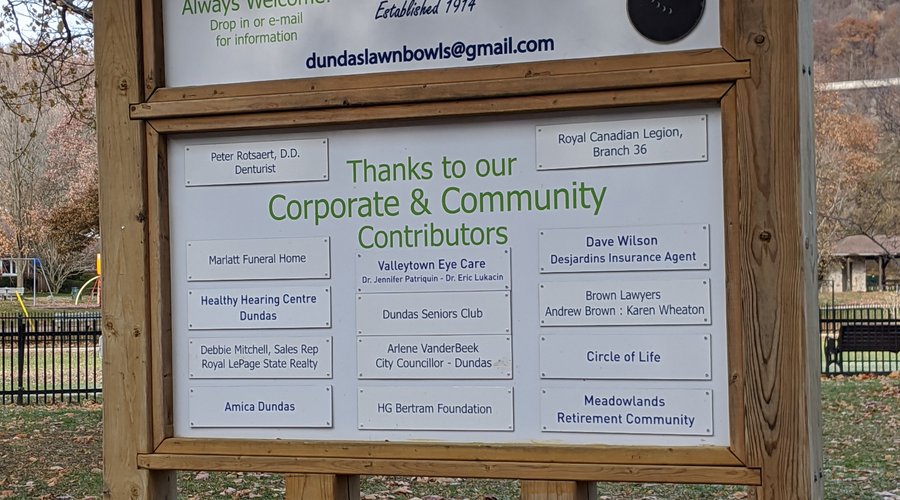 Always Welcome!
Drop in or e-mail
for information
Established 1914
dundaslawnbowls@gmail.com
Peter Rotsaert, D.D.
Denturist
Royal Canadian Legion,
Branch 36
Thanks to our
Corporate & Community
Contributors
Marlatt Funeral Home
Healthy Hearing Centre
Dundas
Debbie Mitchell, Sales Rep
Royal LePage State Realty
Amica Dundas
Valleytown Eye Care
Dr. Jennifer Patriquin - Dr. Eric Lukacin
Dundas Seniors Club
Arlene VanderBeek
City Councillor - Dundas
HG Bertram Foundation
Dave Wilson
Desjardins Insurance Agent
Brown Lawyers
Andrew Brown : Karen Wheaton
Circle of Life
Meadowlands
Retirement Community